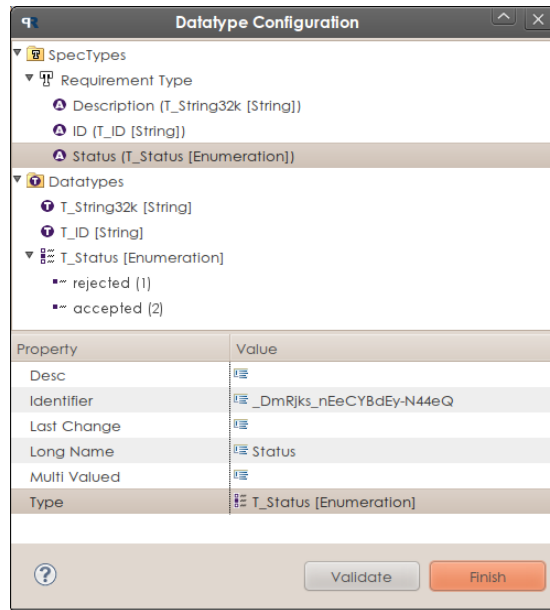 Datatype Configuration
SpecTypes
Requirement Type
Description (T_String32k [String])
ID (T_ID [String])
Status (T_Status [Enumeration])
Datatypes
T_String32k [String]
T_ID [String]
T_Status [Enumeration]
rejected (1)
accepted (2)
Property Value
Desc
Identifier _DmRjks_nEeCYBdEy-N44eQ
Last Change
Long Name Status
Multi Valued
Type T_Status [Enumeration]
Validate Finish